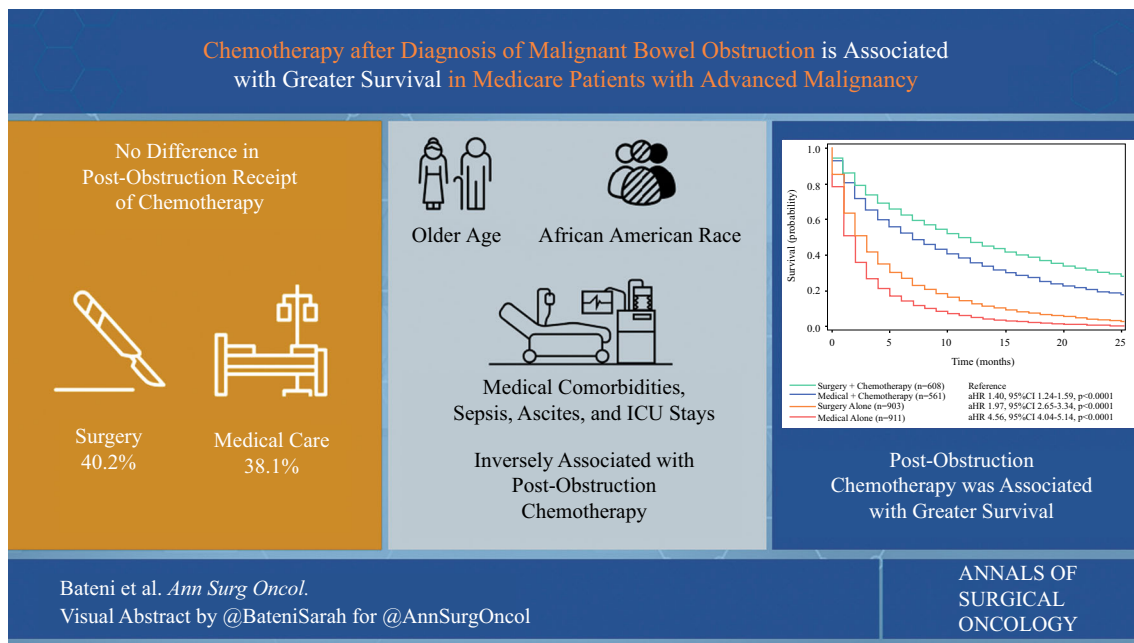 Chemotherapy after Diagnosis of Malignant Bowel Obstruction is Associated
with Greater Survival in Medicare Patients with Advanced Malignancy
No Difference in
Post-Obstruction Receipt
of Chemotherapy
Surgery
40.2%
Medical Care
38.1%
Older Age
African American Race
Medical Comorbidities,
Sepsis, Ascites, and ICU Stays
Inversely Associated with
Post-Obstruction
Chemotherapy
Survival (probability)
1.0
0.8
0.6
0.4
0.2
0.0
0 5 10 15 20 25
Time (months)
Surgery + Chemotherapy (n=608) Reference
Medical + Chemotherapy (n=561) aHR 1.40, 95%CI 1.24-1.59, p<0.0001
Surgery Alone (n=903) aHR 1.97, 95%CI 2.65-3.34, p<0.0001
Medical Alone (n=911) aHR 4.56, 95%CI 4.04-5.14, p<0.0001
Post-Obstruction
Chemotherapy was Associated
with Greater Survival
Bateni et al. Ann Surg Oncol.
Visual Abstract by @BateniSarah for @AnnSurgOncol
ANNALS OF
SURGICAL
ONCOLOGY